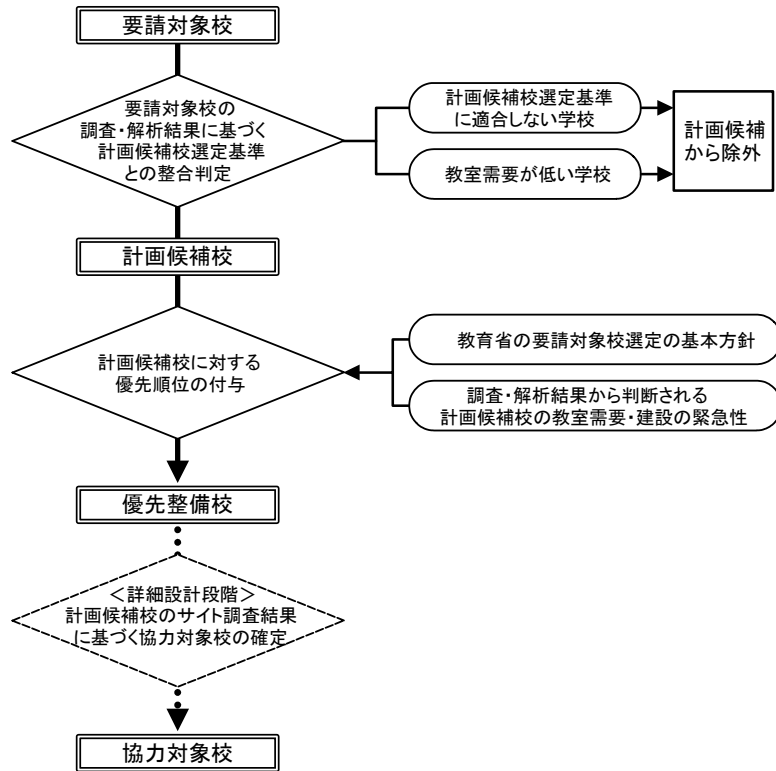 要請対象校
要請対象校の
調査・解析結果に基づく
計画候補校選定基準
との整合判定
計画候補校選定基準
に適合しない学校
教室需要が低い学校
計画候補
から除外
計画候補校
計画候補校に対する
優先順位の付与
教育省の要請対象校選定の基本方針
調査・解析結果から判断される
計画候補校の教室需要・建設の緊急性
優先整備校
＜詳細設計段階＞
計画候補校のサイト調査結果
に基づく協力対象校の確定
協力対象校